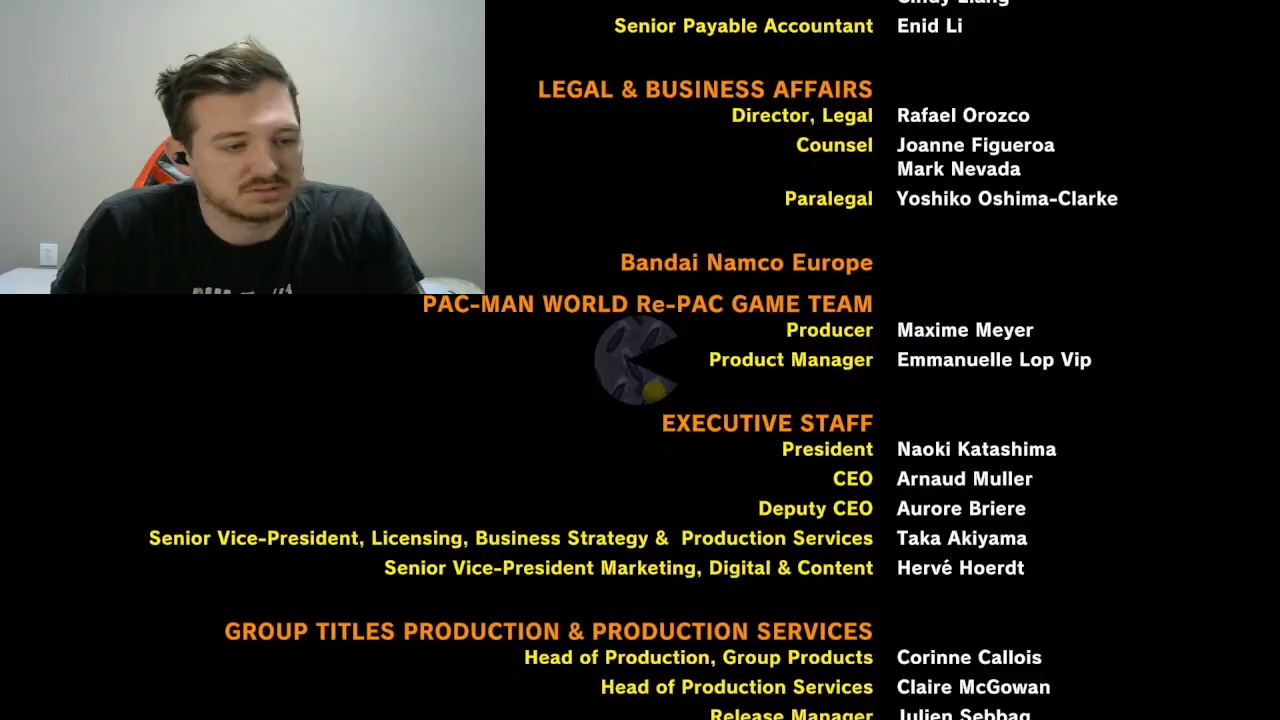 Senior Payable Accountant Enid Li
LEGAL & BUSINESS AFFAIRS
Director, Legal Rafael Orozco
Counsel Joanne Figueroa
Mark Nevada
Paralegal Yoshiko Oshima-Clarke
Bandai Namco Europe
PAC-MAN WORLD Re-PAC GAME TEAM
Producer Maxime Meyer
Product Manager Emmanuelle Lop Vip
EXECUTIVE STAFF
President Naoki Katashima
CEO Arnaud Muller
Deputy CEO Aurore Briere
Senior Vice-President, Licensing, Business Strategy & Production Services Taka Akiyama
Senior Vice-President Marketing, Digital & Content Hervé Hoerdt
GROUP TITLES PRODUCTION & PRODUCTION SERVICES
Head of Production, Group Products Corinne Callois
Head of Production Services Claire McGowan
Release Manager Julien Sebbag